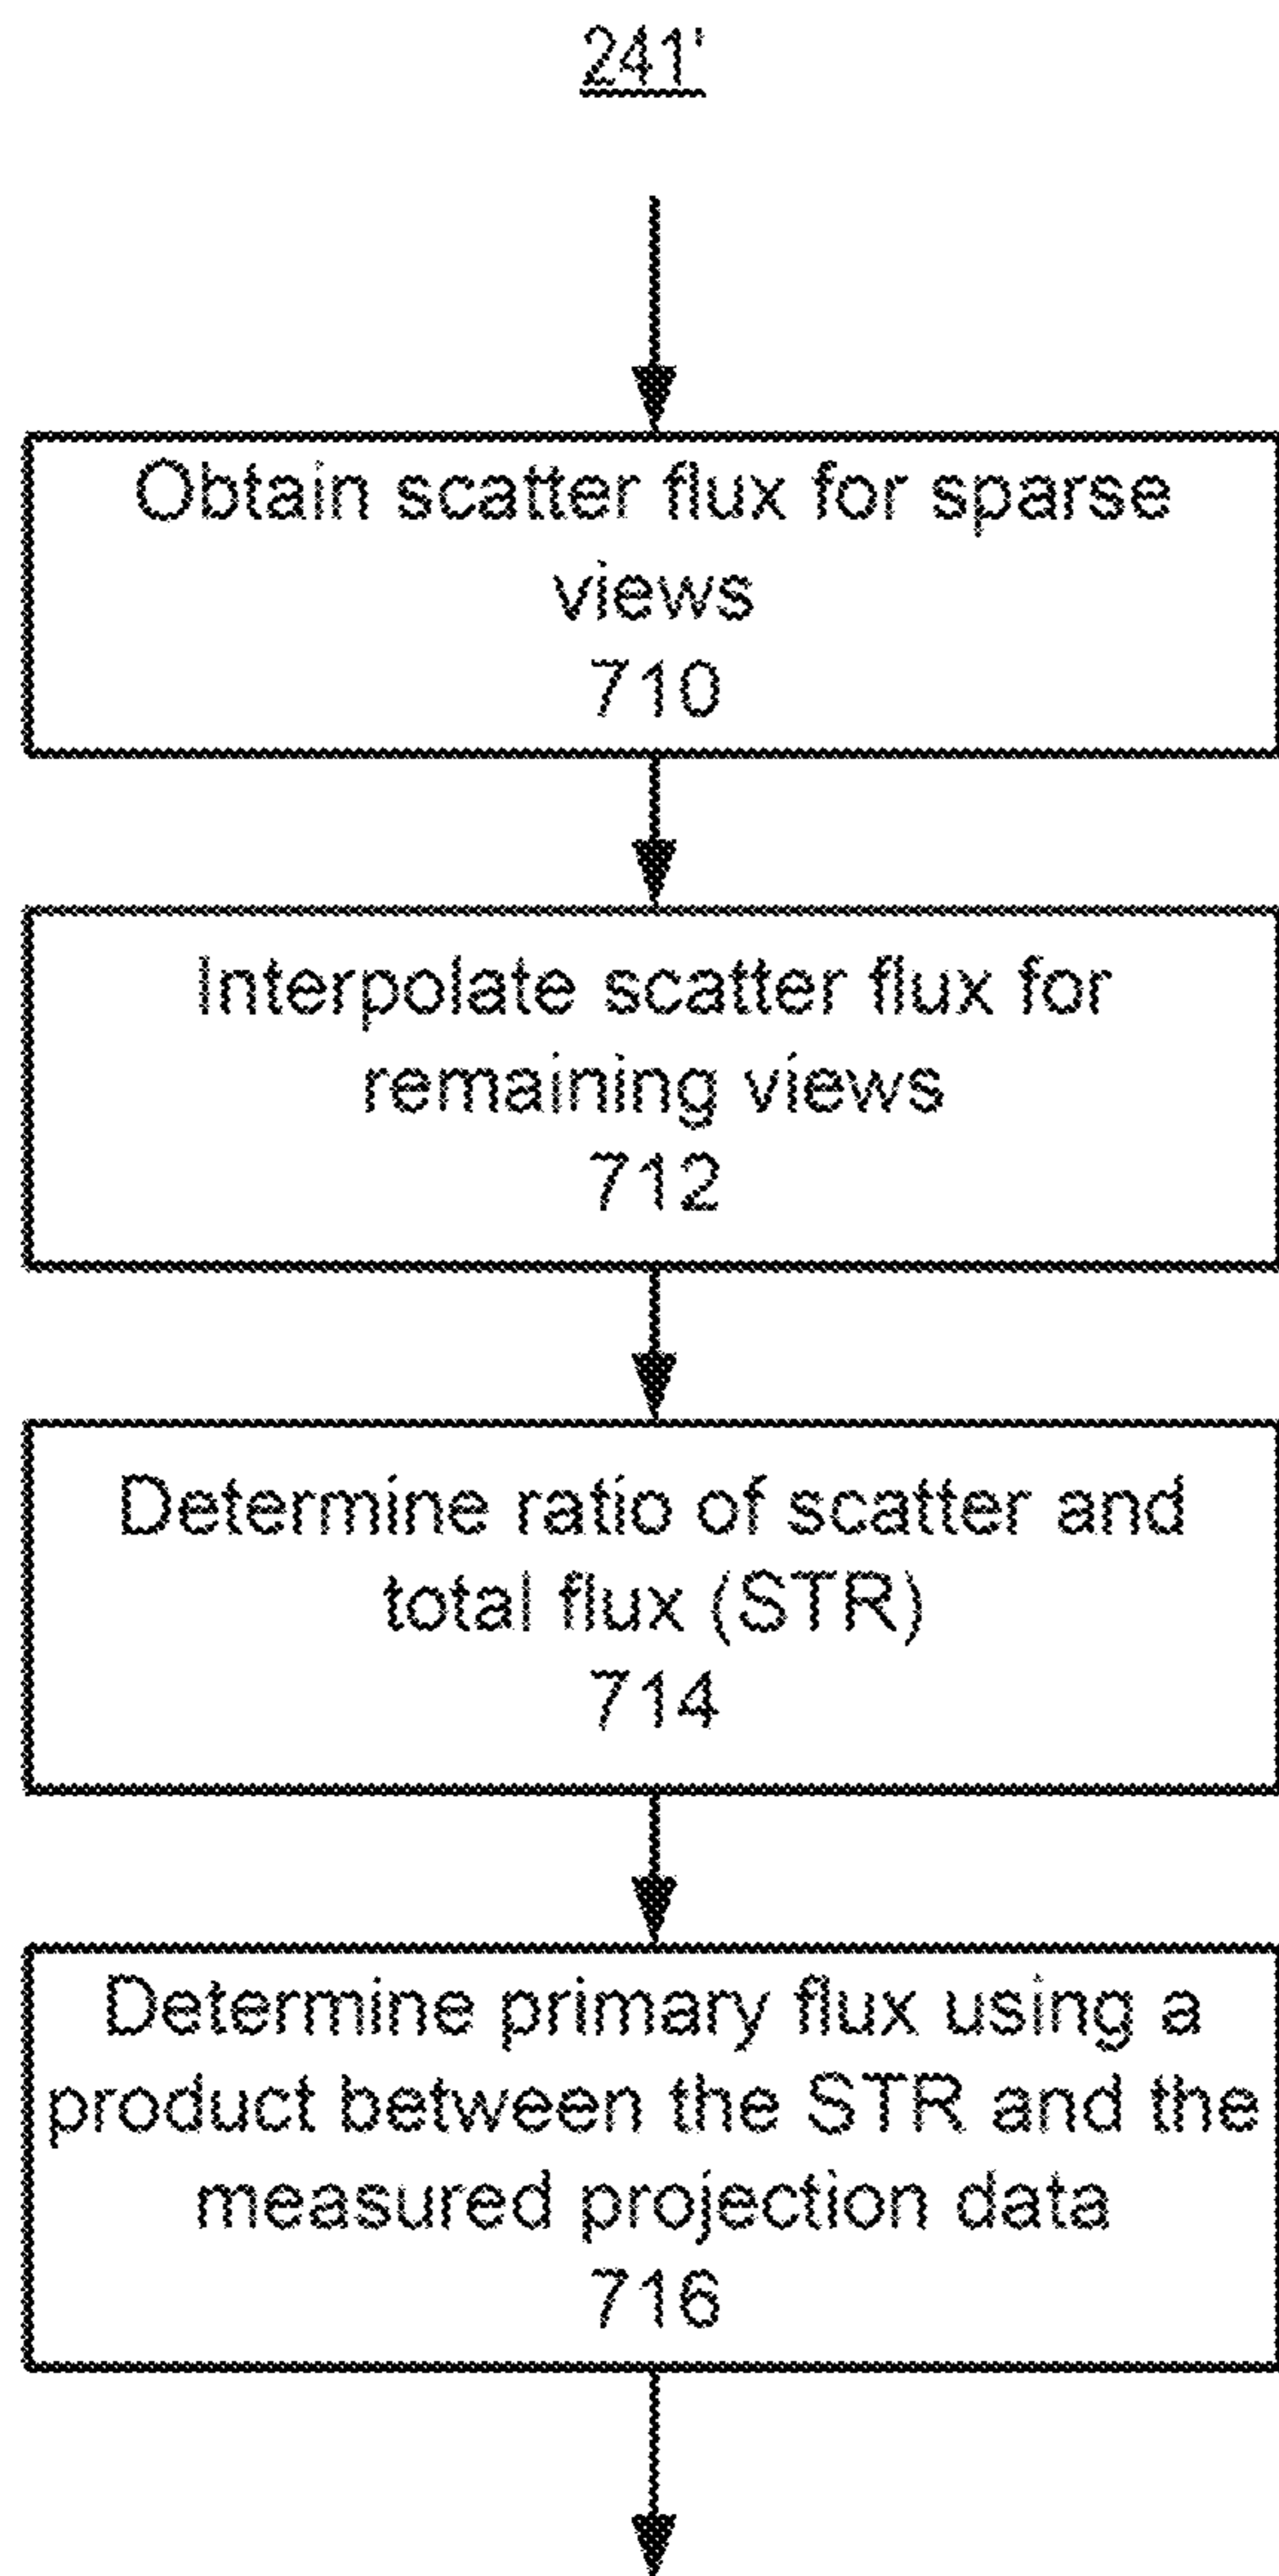 241'
Obtain scatter flux for sparse
views
710
Interpolate scatter flux for
remaining views
712
Determine ratio of scatter and
total flux (STR)
714
Determine primary flux using a
product between the STR and the
measured projection data
716